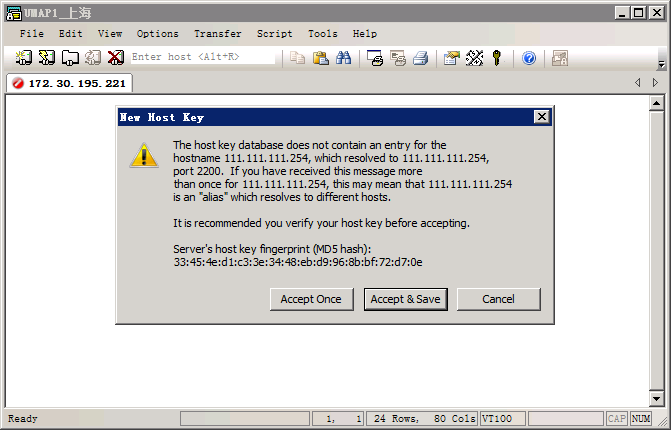 UMAP1_上海
File Edit View Options Transfer Script Tools Help
Enter host <Alt+R>
172.30.195.221
New Host Key
The host key database does not contain an entry for the
hostname 111.111.111.254, which resolved to 111.111.111.254,
port 2200. If you have received this message more
than once for 111.111.111.254, this may mean that 111.111.111.254
is an "alias" which resolves to different hosts.
It is recommended you verify your host key before accepting.
Server's host key fingerprint (MD5 hash):
33:45:4e:d1:c3:3e:34:48:eb:d9:96:8b:bf:72:d7:0e
Accept Once Accept & Save Cancel
Ready 1, 1 24 Rows, 80 Cols VT100 CAP NUM